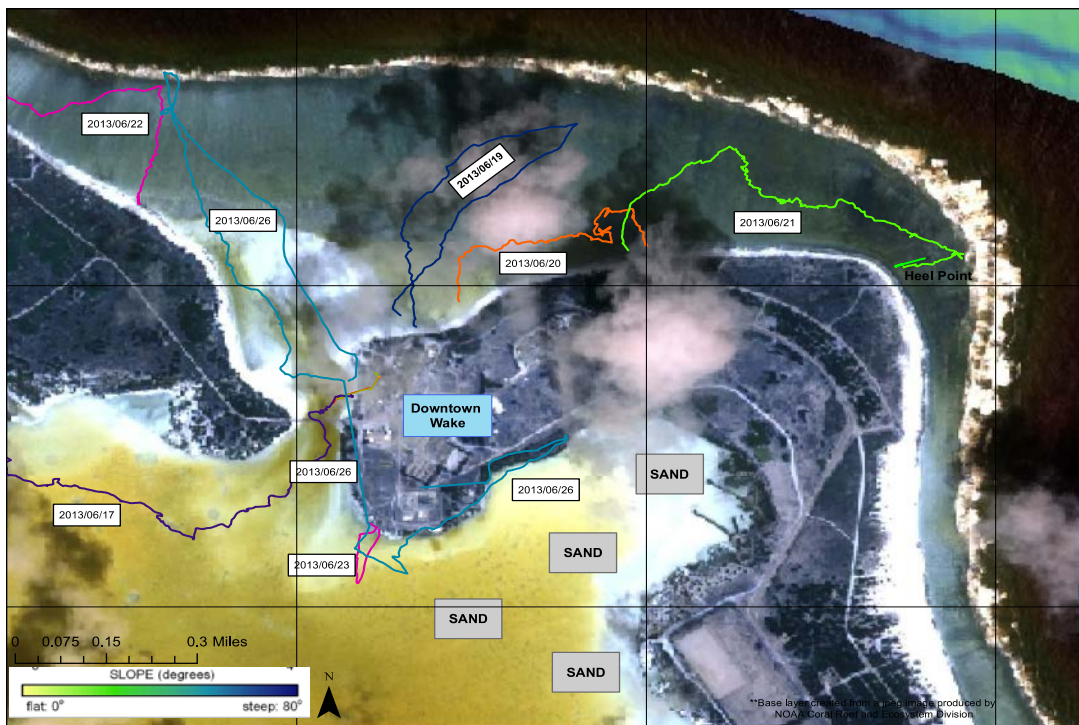 2013/06/22
2013/06/19
2013/06/26
2013/06/21
2013/06/20
Heel Point
Downtown
Wake
2013/06/26
SAND
2013/06/26
2013/06/17
SAND
2013/06/23
SAND
0 0.075 0.15 0.3 Miles
SAND
SLOPE (degrees)
flat: 0° steep: 80°
N
**Base layer created from a jpeg image produced by
NOAA Coral Reef and Ecosystem Division